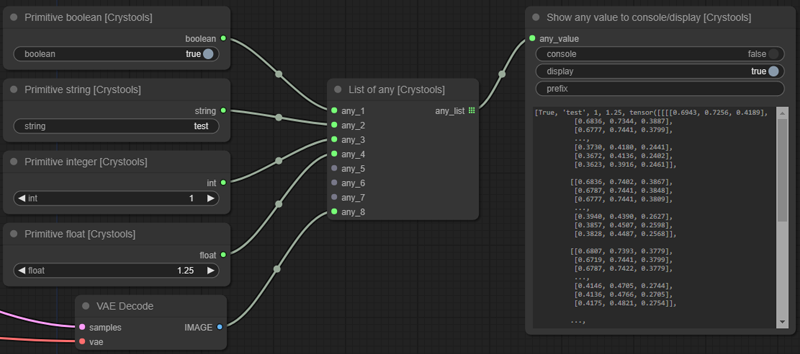 Primitive boolean [Crystools]
boolean
boolean true
Primitive string [Crystools]
string
string test
Primitive integer [Crystools]
int
int 1
Primitive float [Crystools]
float
float 1.25
VAE Decode
samples IMAGE
vae
List of any [Crystools]
any_1 any_list
any_2
any_3
any_4
any_5
any_6
any_7
any_8
Show any value to console/display [Crystools]
any_value
console false
display true
prefix
[True, 'test', 1, 1.25, tensor([[[[0.6943, 0.7256, 0.4189],
[0.6836, 0.7344, 0.3887],
[0.6777, 0.7441, 0.3799],
...,
[0.3730, 0.4180, 0.2441],
[0.3672, 0.4136, 0.2402],
[0.3623, 0.3916, 0.2461]],
[[0.6836, 0.7402, 0.3867],
[0.6787, 0.7441, 0.3848],
[0.6777, 0.7441, 0.3809],
...,
[0.3940, 0.4390, 0.2627],
[0.3857, 0.4507, 0.2598],
[0.3828, 0.4487, 0.2568]],
[[0.6807, 0.7393, 0.3779],
[0.6719, 0.7441, 0.3799],
[0.6787, 0.7422, 0.3779],
...,
[0.4146, 0.4705, 0.2744],
[0.4136, 0.4766, 0.2705],
[0.4175, 0.4821, 0.2754]],
...,